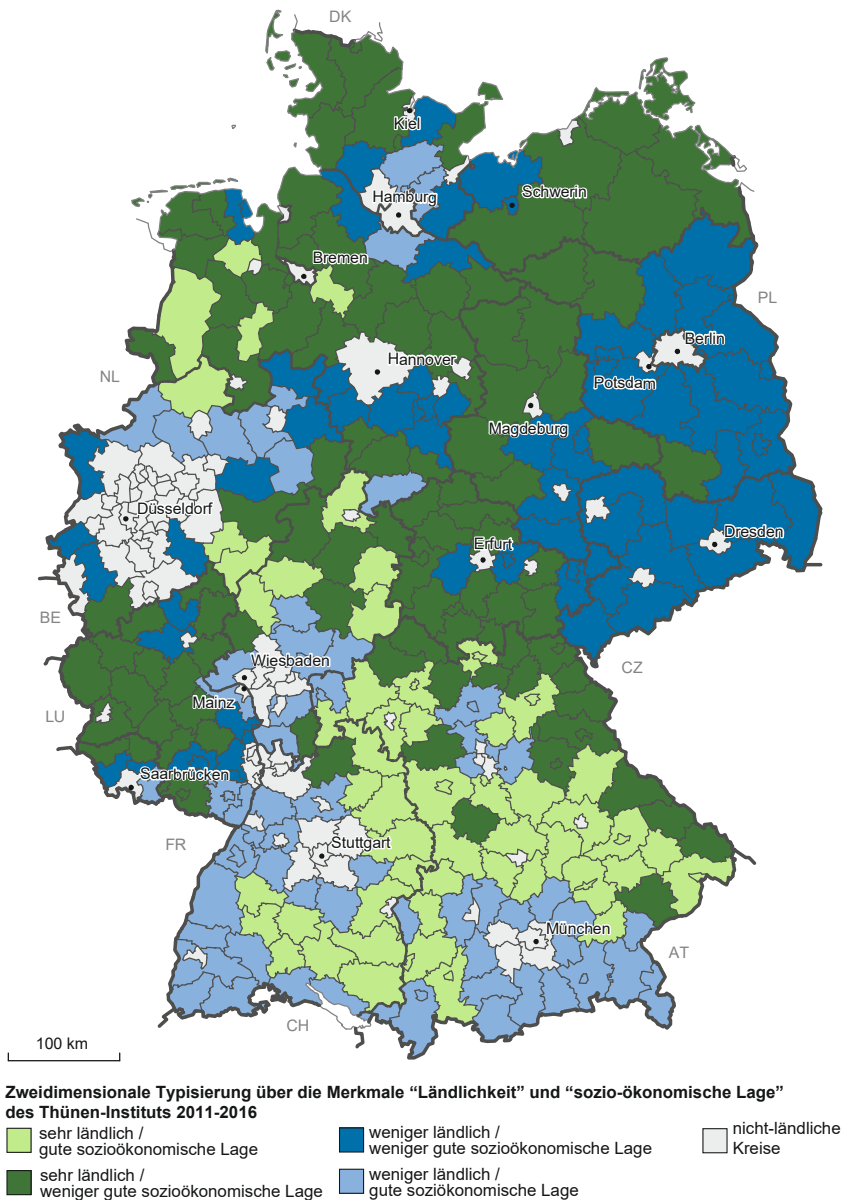 DK
Kiel
Schwerin
Hamburg
Bremen
PL
Berlin
Hannover
Potsdam
NL
Magdeburg
Düsseldorf
Dresden
Erfurt
BE
Wiesbaden
CZ
Mainz
LU
Saarbrücken
FR
Stuttgart
München
AT
CH
100 km
Zweidimensionale Typisierung über die Merkmale “Ländlichkeit” und “sozio-ökonomische Lage”
des Thünen-Instituts 2011-2016
sehr ländlich /
gute sozioökonomische Lage
weniger ländlich /
weniger gute sozioökonomische Lage
nicht-ländliche
Kreise
sehr ländlich /
weniger gute sozioökonomische Lage
weniger ländlich /
gute soziökonomische Lage